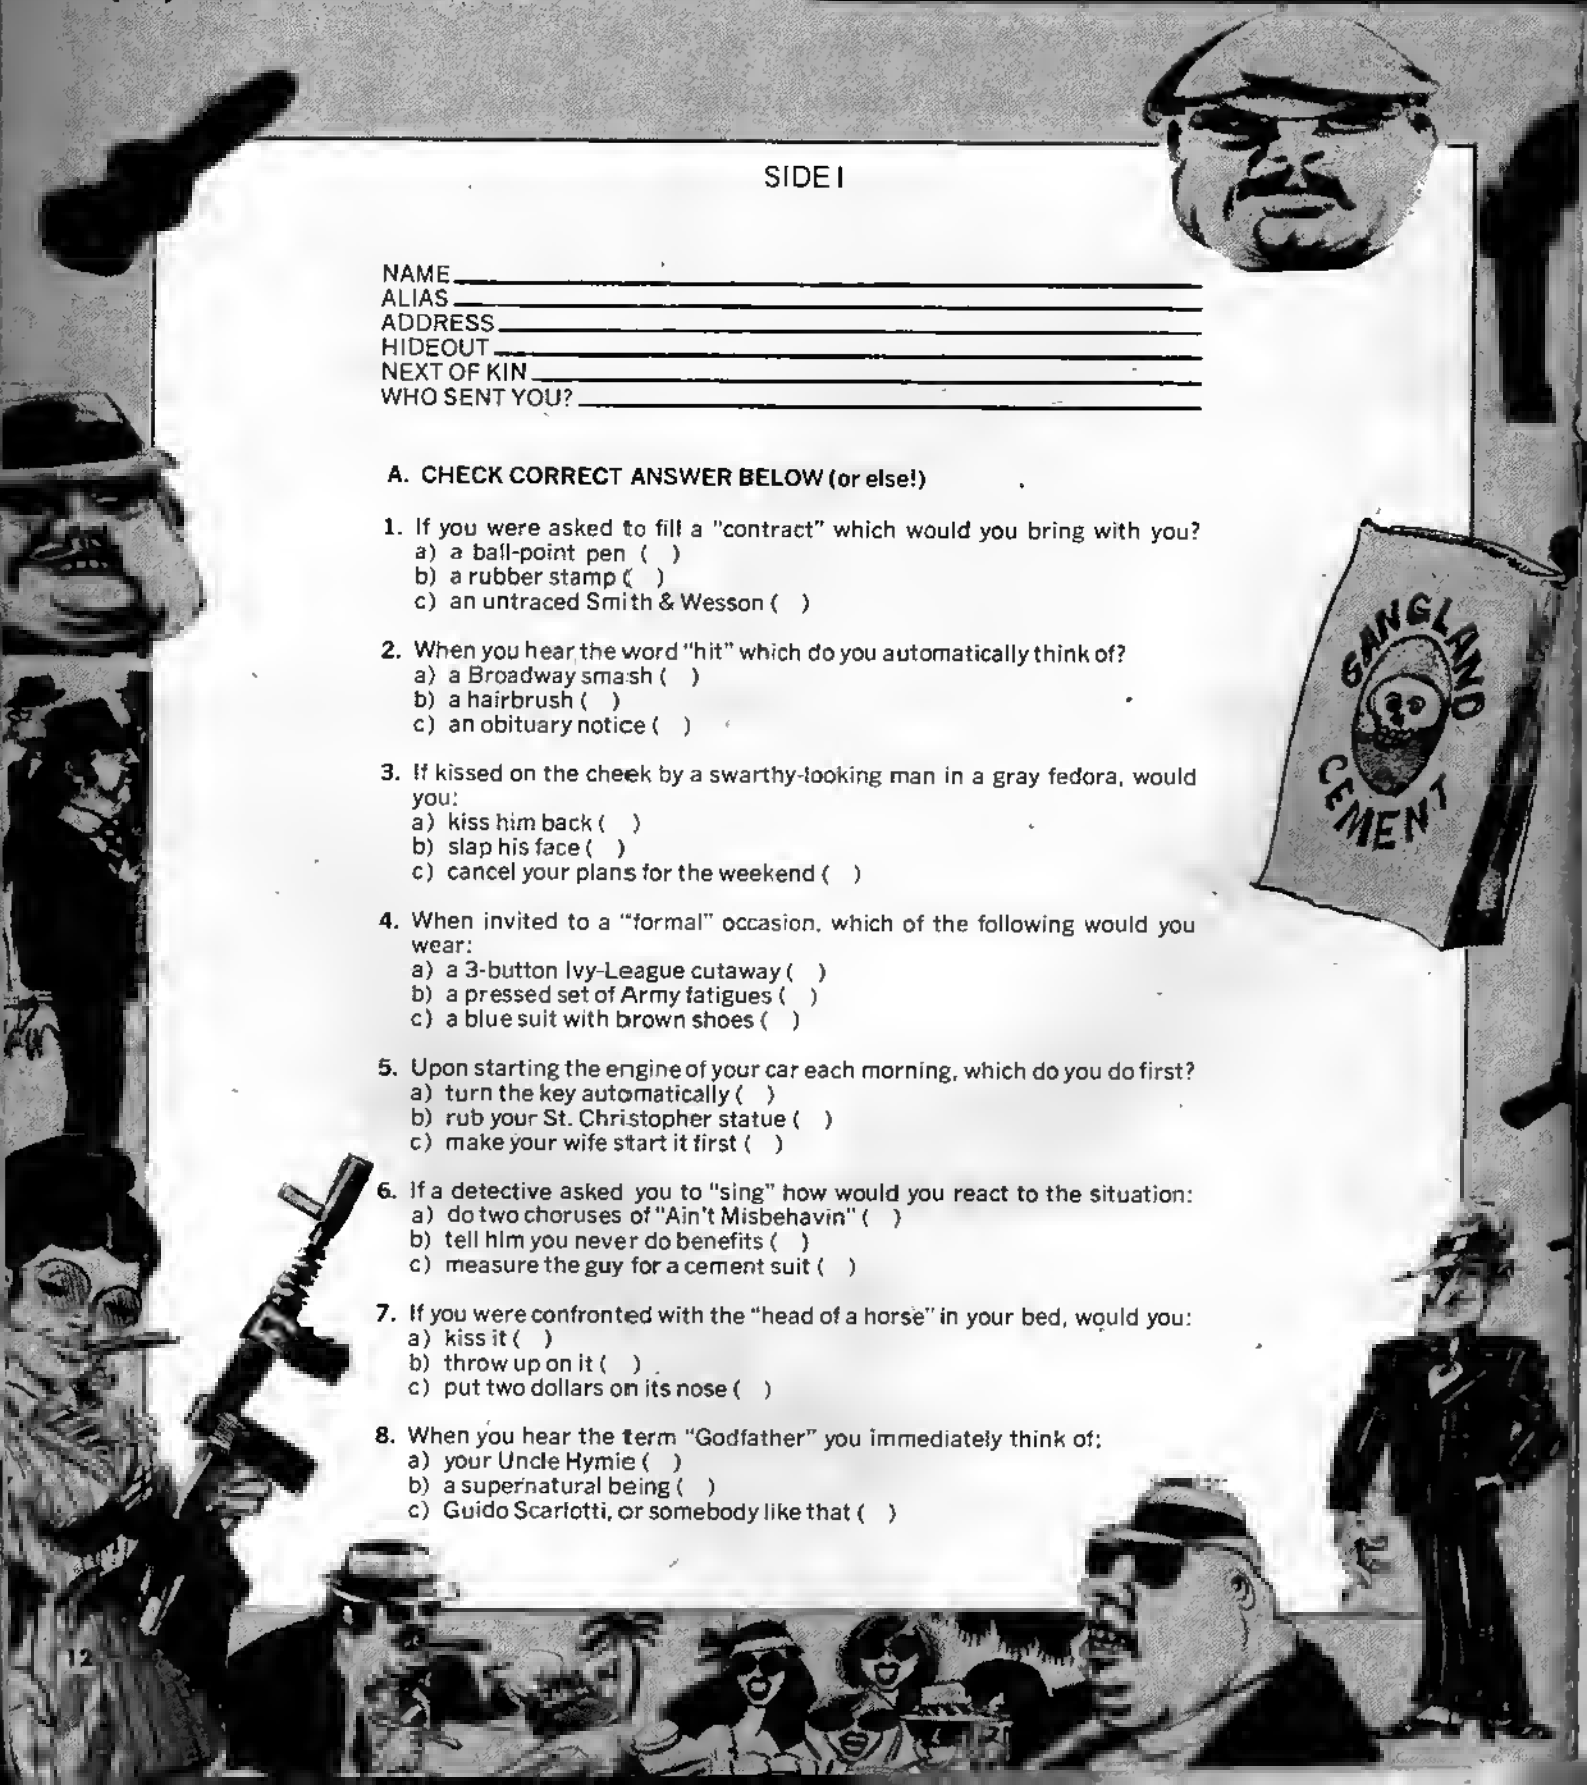 SIDE I
NAME
ALIAS
ADDRESS
HIDEOUT
NEXT OF KIN
WHO SENT YOU?
A. CHECK CORRECT ANSWER BELOW (or else!)
1. If you were asked to fill a "contract" which would you bring with you?
a) a ball-point pen ( )
b) a rubber stamp ( )
c) an untraced Smith & Wesson ( )
2. When you hear the word "hit" which do you automatically think of?
a) a Broadway smash ( )
b) a hairbrush ( )
c) an obituary notice ( )
3. If kissed on the cheek by a swarthy-looking man in a gray fedora, would
you:
a) kiss him back ( )
b) slap his face ( )
c) cancel your plans for the weekend ( )
4. When invited to a "formal" occasion, which of the following would you
wear:
a) a 3-button Ivy-League cutaway ( )
b) a pressed set of Army fatigues ( )
c) a blue suit with brown shoes ( )
5. Upon starting the engine of your car each morning, which do you do first?
a) turn the key automatically ( )
b) rub your St. Christopher statue ( )
c) make your wife start it first ( )
6. If a detective asked you to "sing" how would you react to the situation:
a) do two choruses of "Ain't Misbehavin" ( )
b) tell him you never do benefits ( )
c) measure the guy for a cement suit ( )
7. If you were confronted with the "head of a horse" in your bed, would you:
a) kiss it ( )
b) throw up on it ( )
c) put two dollars on its nose ( )
8. When you hear the term "Godfather" you immediately think of:
a) your Uncle Hymie ( )
b) a supernatural being ( )
c) Guido Scarlotti, or somebody like that ( )
GANGLAND
CEMENT
12